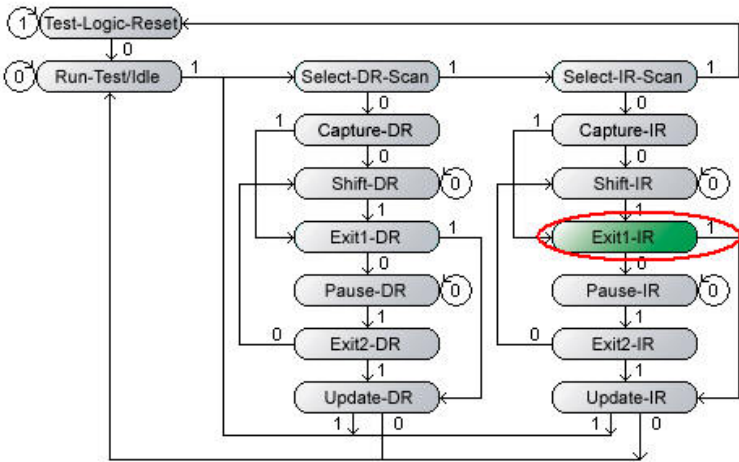 1 Test-Logic-Reset
0
0 Run-Test/Idle 1 Select-DR-Scan 1 Select-IR-Scan 1
0 0
1 Capture-DR 1 Capture-IR
0 0
Shift-DR 0 Shift-IR 0
1 1
Exit1-DR 1 Exit1-IR 1
0 0
Pause-DR 0 Pause-IR 0
1 1
0 Exit2-DR 0 Exit2-IR
1 1
Update-DR Update-IR
1 0 1 0